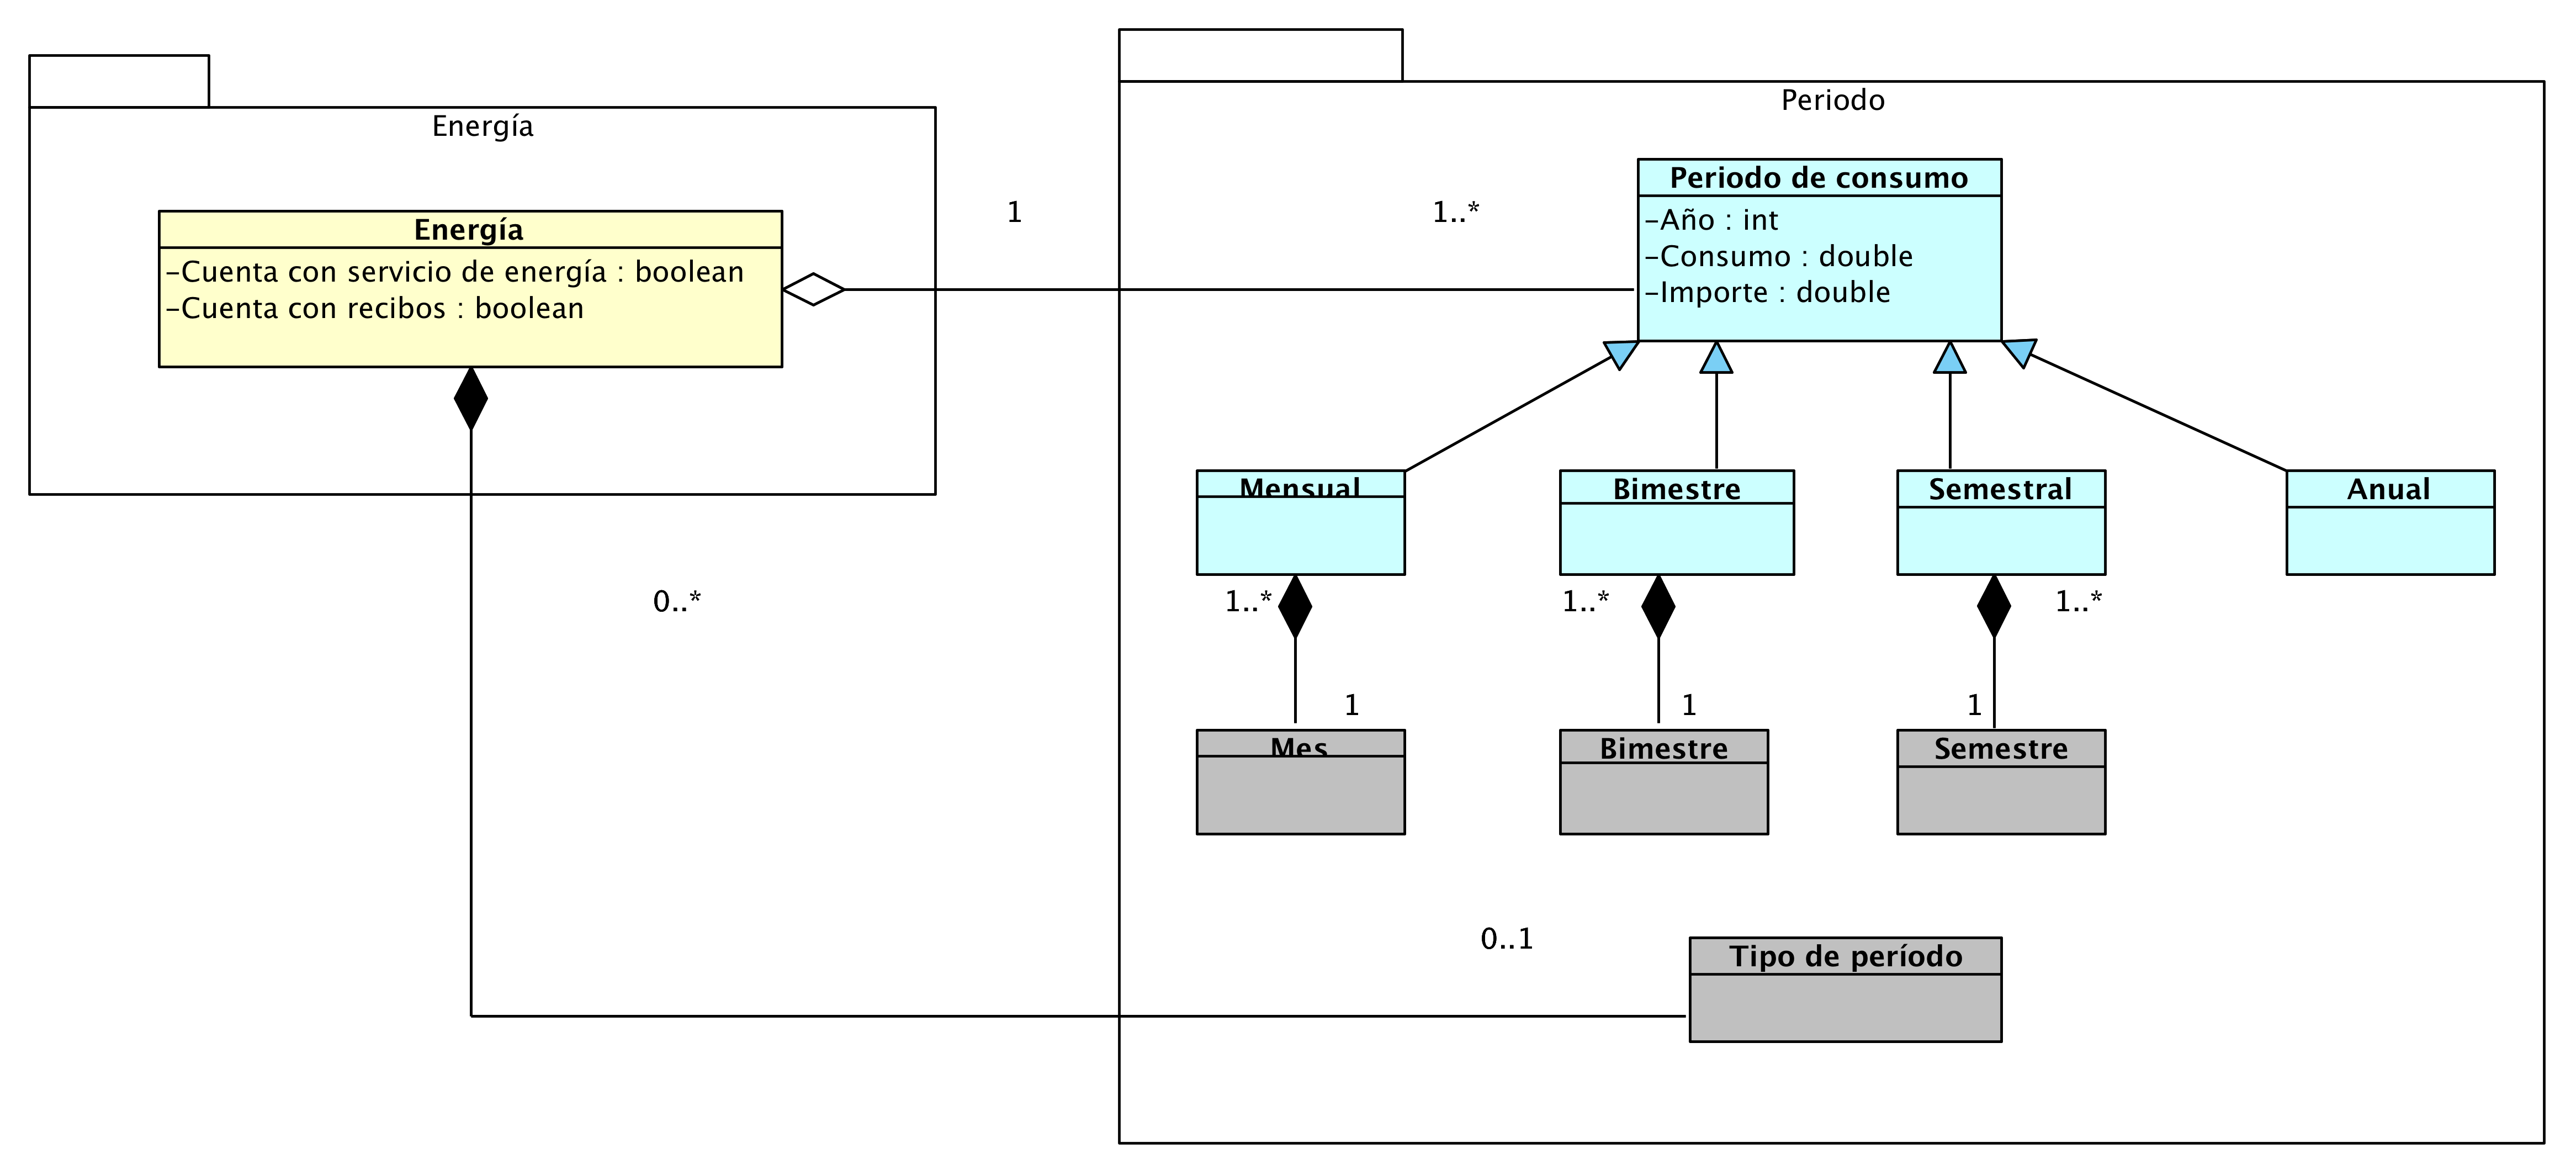 Energía
Energía
-Cuenta con servicio de energía : boolean
-Cuenta con recibos : boolean
1
1..*
0..*
Periodo
Periodo de consumo
-Año : int
-Consumo : double
-Importe : double
Mensual
Bimestre
Semestral
Anual
1..*
1..*
1..*
1
1
1
Mes
Bimestre
Semestre
0..1
Tipo de período